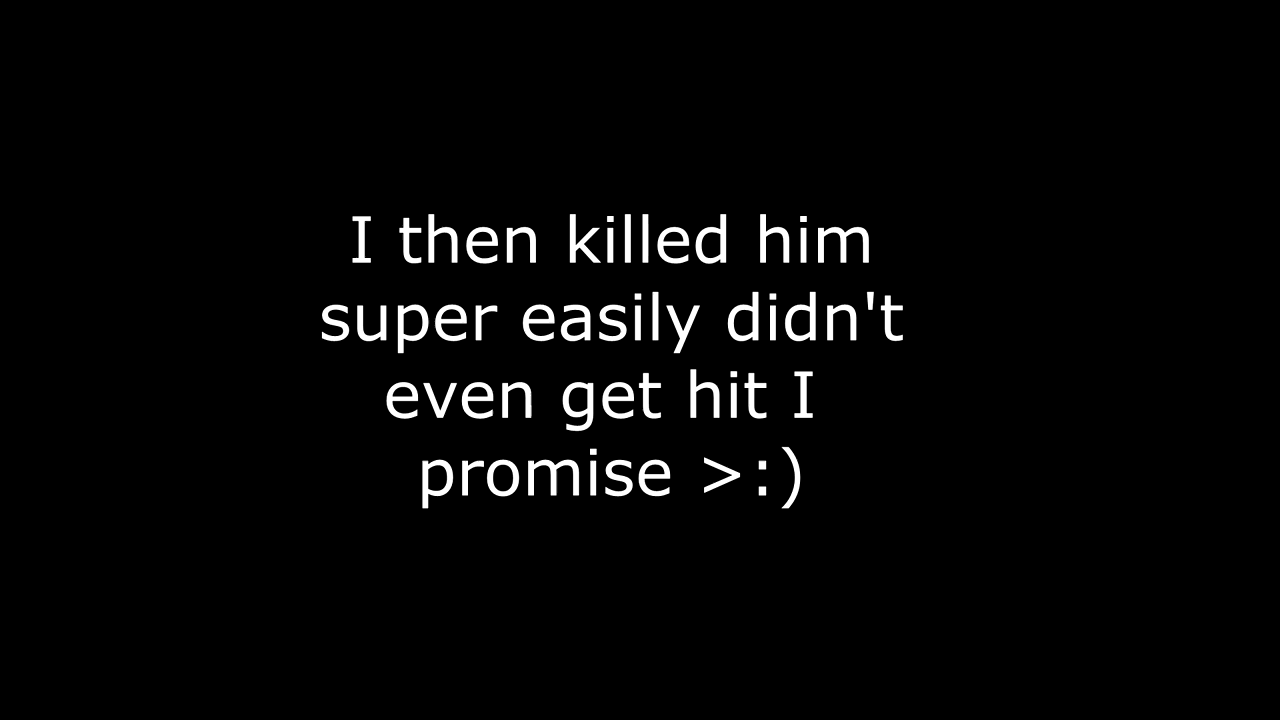 I then killed him
super easily didn't
even get hit I
promise >:)